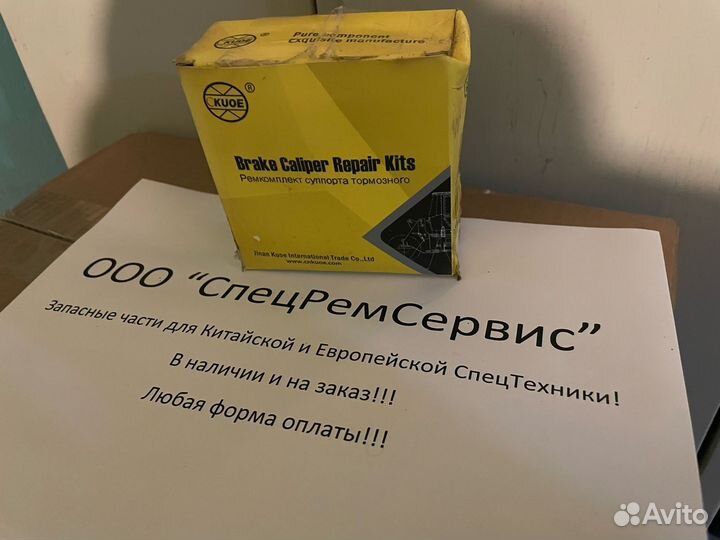 CKUOE
Pure component
Exquisite manufacture
CKUOE ®
Brake Caliper Repair Kits
Ремкомплект суппорта тормозного
Jinan Kuoe International Trade Co.,Ltd
www.cnkuoe.com
ООО “СпецРемСервис”
Запасные части для Китайской и Европейской СпецТехники!
В наличии и на заказ!!!
Любая форма оплаты!!!
Avito